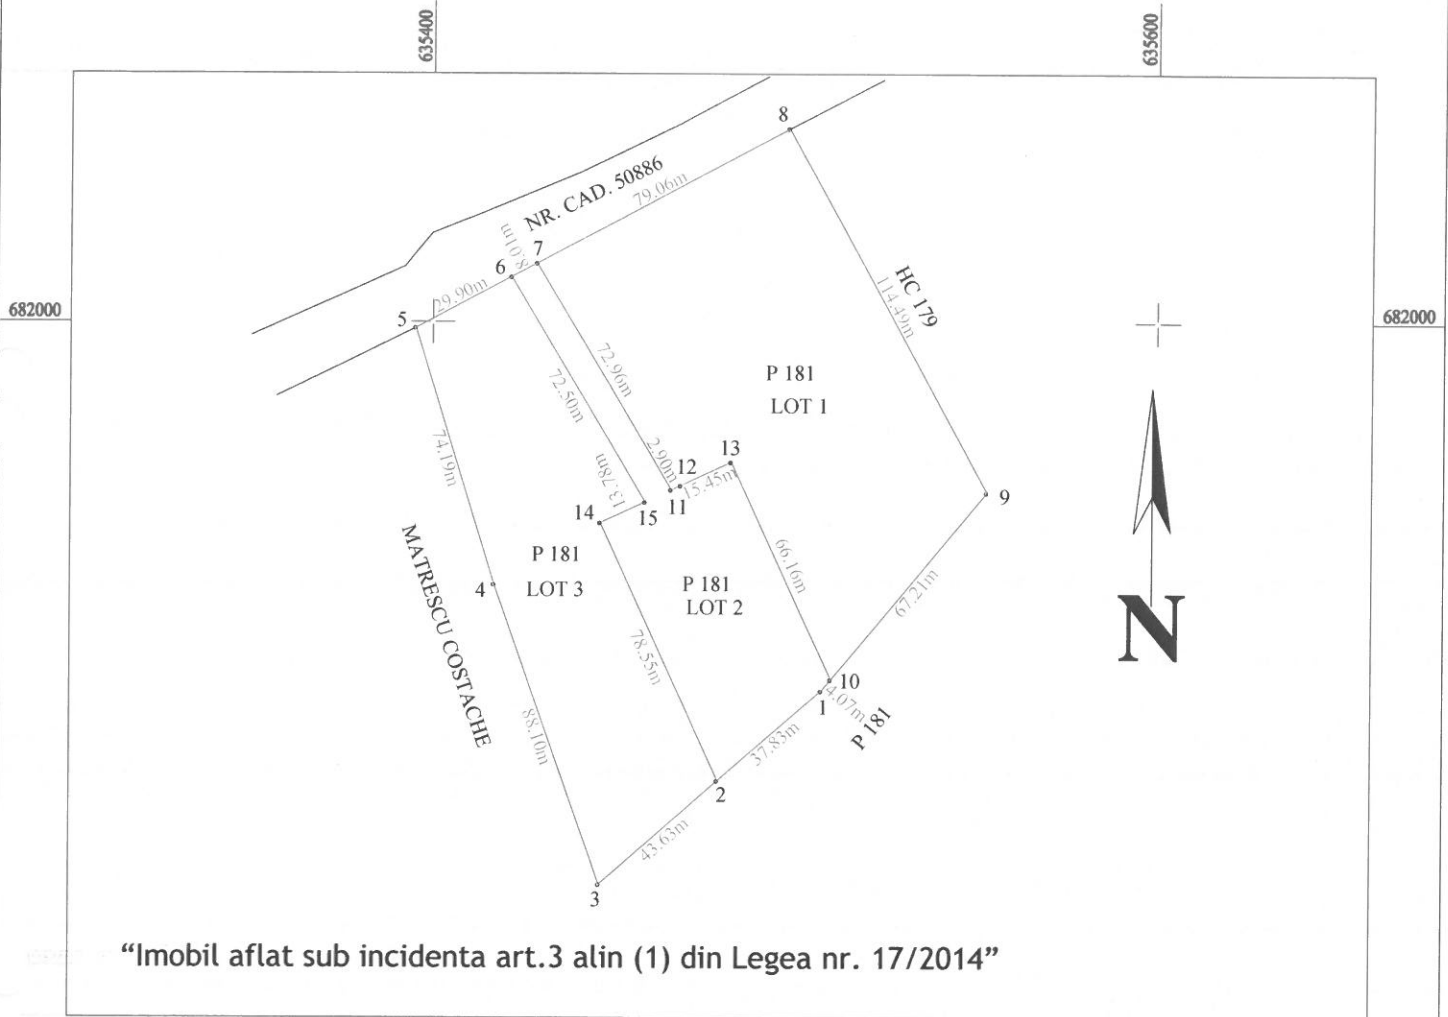 635400
635600
8
NR. CAD. 50886
79.06m
8.01m
7
6
29.90m
5
682000
682000
HC 179
114.49m
72.96m
72.50m
P 181
LOT 1
74.19m
2.90m
12
13
15.45m
11
13.78m
15
14
9
P 181
LOT 3
4
P 181
LOT 2
66.16m
67.21m
MATRESCU COSTACHE
78.55m
N
10
4.07m
1
P 181
88.10m
37.83m
2
43.63m
3
“Imobil aflat sub incidenta art.3 alin (1) din Legea nr. 17/2014”